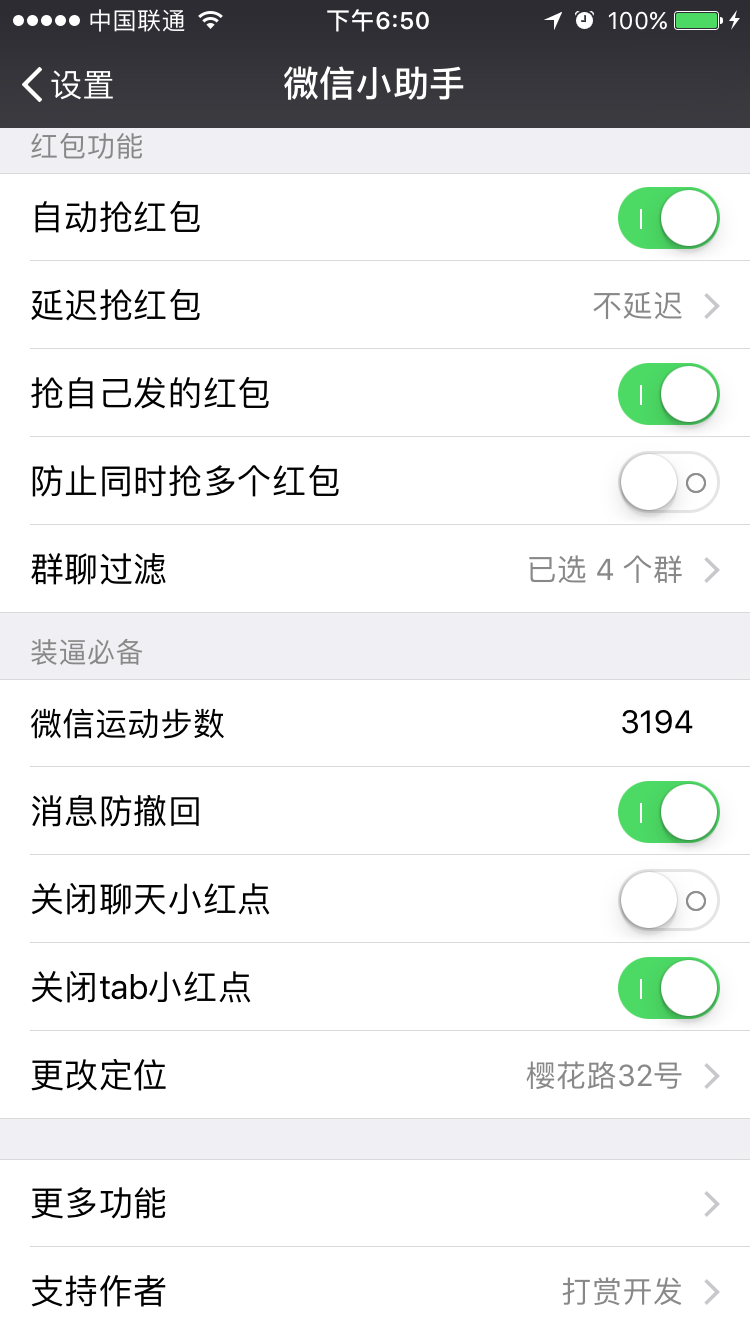 中国联通 下午6:50 100%
设置 微信小助手
红包功能
自动抢红包
延迟抢红包 不延迟
抢自己发的红包
防止同时抢多个红包
群聊过滤 已选 4 个群
装逼必备
微信运动步数 3194
消息防撤回
关闭聊天小红点
关闭tab小红点
更改定位 樱花路32号
更多功能
支持作者 打赏开发